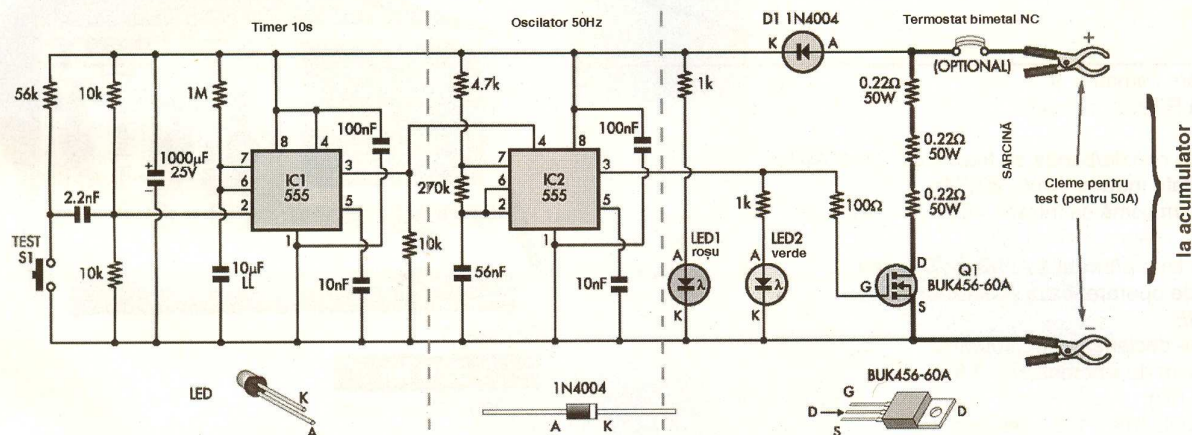 Timer 10s
Oscilator 50Hz
D1 1N4004
K
A
Termostat bimetal NC
(OPTIONAL)
+
56k
10k
1M
1000µF
25V
+
−
2.2nF
TEST
S1
10k
10µF
LL
8
4
7
6
2
3
5
1
IC1
555
100nF
10nF
10k
4.7k
270k
56nF
4
8
7
6
2
3
5
1
IC2
555
100nF
10nF
1k
LED1
roșu
A
λ
K
1k
LED2
verde
A
λ
K
100Ω
0.22Ω
50W
0.22Ω
50W
0.22Ω
50W
D
G
S
Q1
BUK456-60A
SARCINĂ
Cleme pentru
test (pentru 50A)
la acumulator
−
LED
K
A
1N4004
A
K
BUK456-60A
G
D
S
D